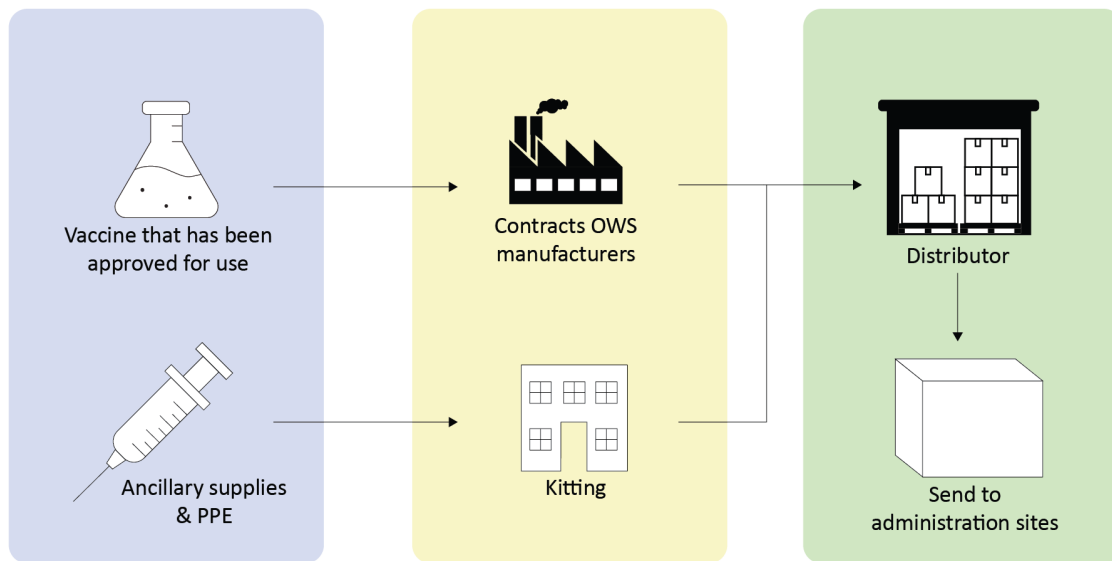 Vaccine that has been
approved for use
Contracts OWS
manufacturers
Distributor
Ancillary supplies
& PPE
Kitting
Send to
administration sites